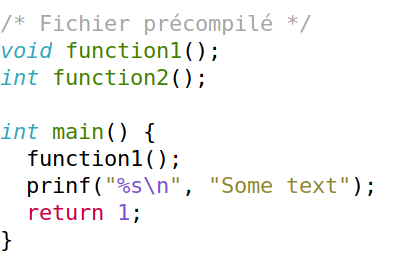 /* Fichier précompilé */
void function1();
int function2();

int main() {
  function1();
  prinf("%s\n", "Some text");
  return 1;
}